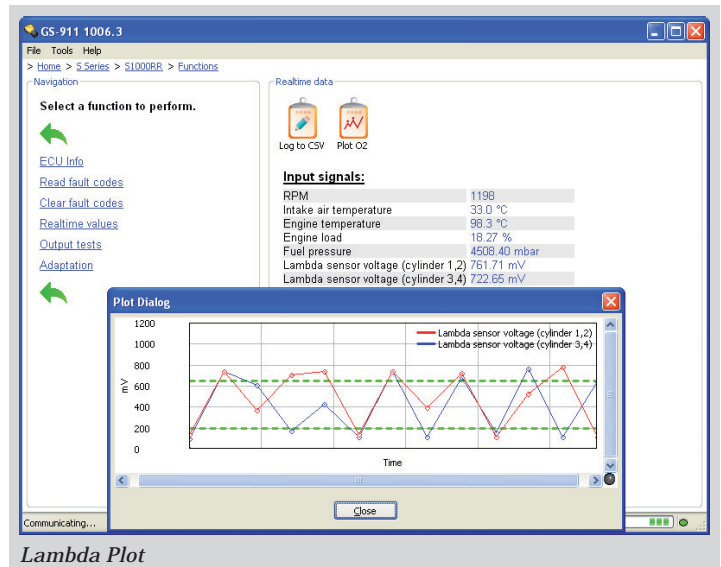 GS-911 1006.3
File Tools Help
> Home > S Series > S1000RR > Functions
Navigation
Select a function to perform.
ECU Info
Read fault codes
Clear fault codes
Realtime values
Output tests
Adaptation
Realtime data
Log to CSV Plot O2
Input signals:
RPM 1198
Intake air temperature 33.0 °C
Engine temperature 98.3 °C
Engine load 18.27 %
Fuel pressure 4508.40 mbar
Lambda sensor voltage (cylinder 1,2) 761.71 mV
Lambda sensor voltage (cylinder 3,4) 722.65 mV
Plot Dialog
Lambda sensor voltage (cylinder 1,2)
Lambda sensor voltage (cylinder 3,4)
1200
1000
800
600
400
200
0
mV
Time
Close
Communicating...
Lambda Plot